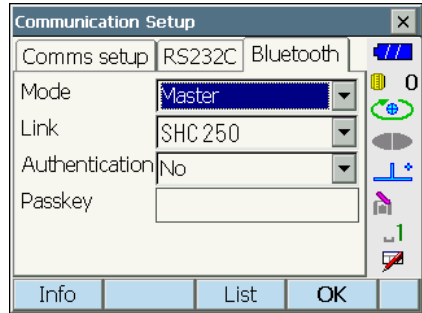 Communication Setup
Comms setup RS232C Bluetooth
Mode Master
0
Link SHC250
Authentication No
Passkey
1
Info List OK